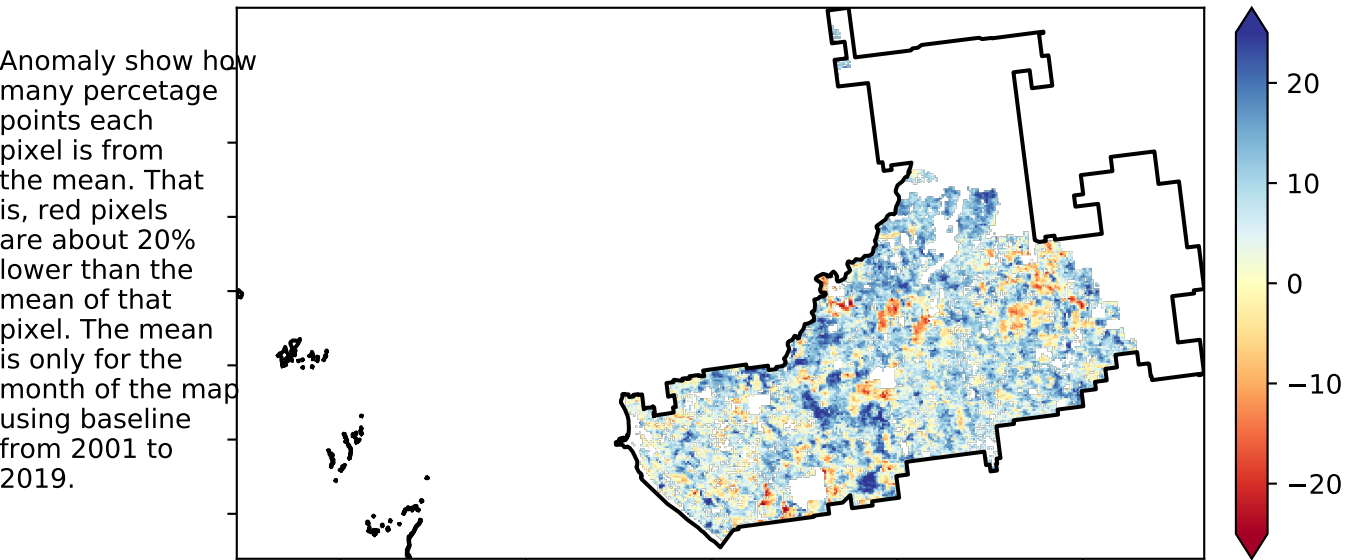 Anomaly show how
many percetage
points each
pixel is from
the mean. That
is, red pixels
are about 20%
lower than the
mean of that
pixel. The mean
is only for the
month of the map
using baseline
from 2001 to
2019.
20
10
0
−10
−20